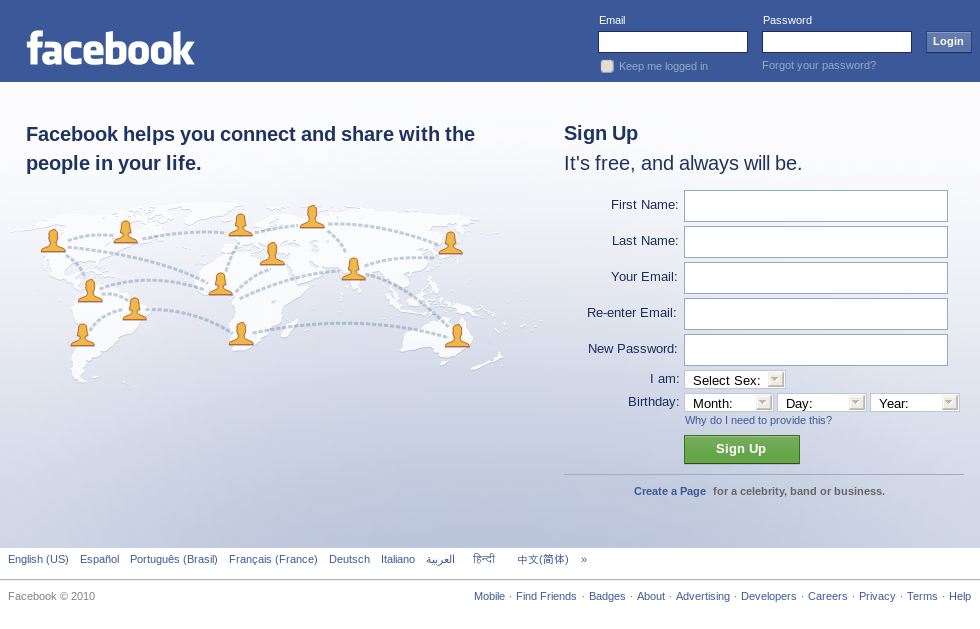 facebook
Email Password
Login
Keep me logged in Forgot your password?
Facebook helps you connect and share with the
people in your life.
Sign Up
It's free, and always will be.
First Name:
Last Name:
Your Email:
Re-enter Email:
New Password:
I am: Select Sex:
Birthday: Month: Day: Year:
Why do I need to provide this?
Sign Up
Create a Page for a celebrity, band or business.
English (US) Español Português (Brasil) Français (France) Deutsch Italiano العربية हिन्दी 中文(简体) »
Facebook © 2010 Mobile · Find Friends · Badges · About · Advertising · Developers · Careers · Privacy · Terms · Help